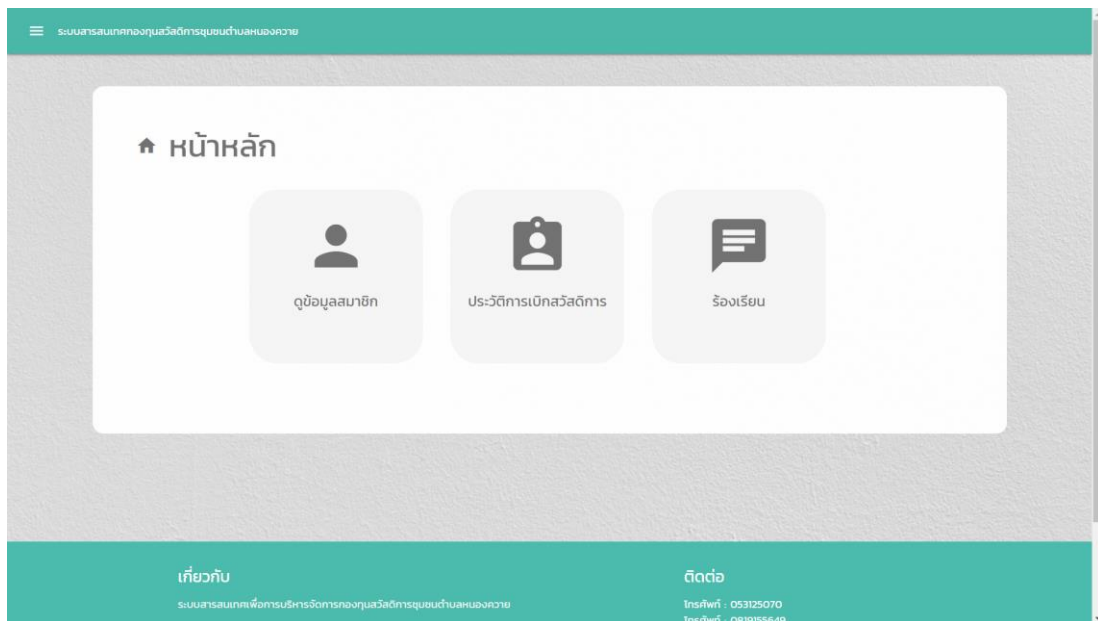 ระบบสารสนเทศกองทุนสวัสดิการชุมชนตำบลหนองควาย
หน้าหลัก
ดูข้อมูลสมาชิก
ประวัติการเบิกสวัสดิการ
ร้องเรียน
เกี่ยวกับ
ระบบสารสนเทศเพื่อการบริหารจัดการกองทุนสวัสดิการชุมชนตำบลหนองควาย
ติดต่อ
โทรศัพท์ : 053125070
โทรศัพท์ : 0819155649